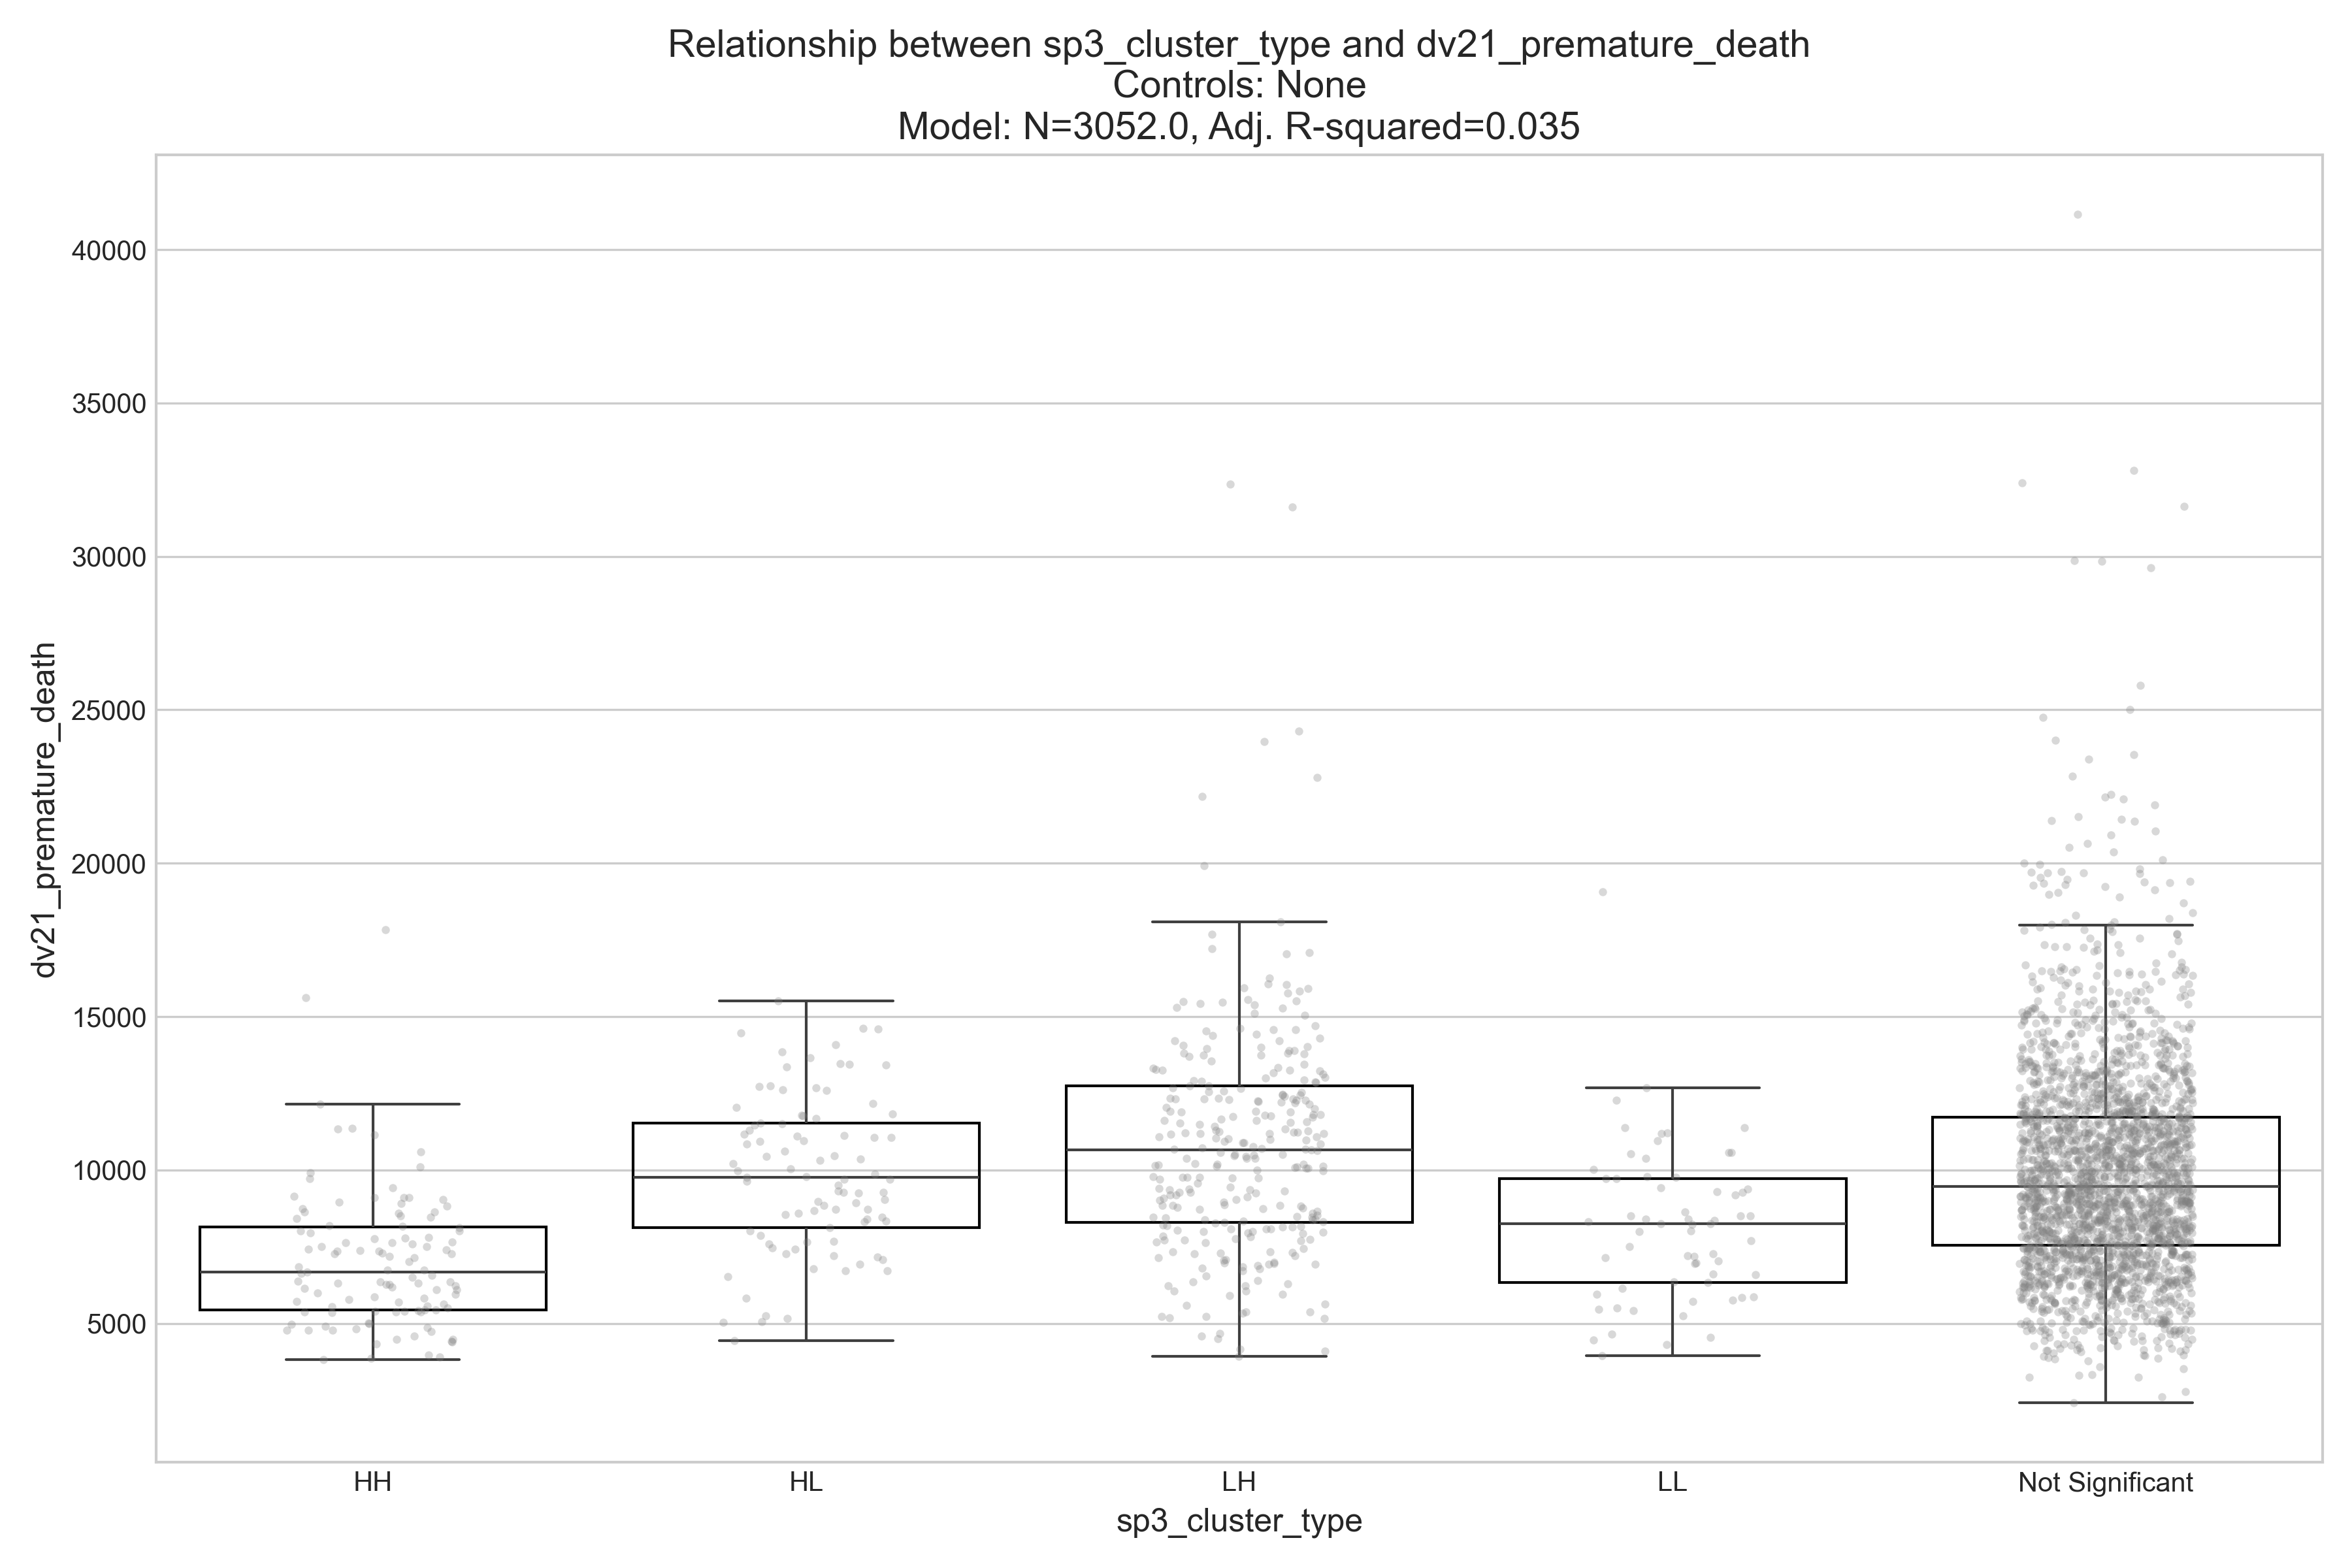 Relationship between sp3_cluster_type and dv21_premature_death
Controls: None
Model: N=3052.0, Adj. R-squared=0.035
dv21_premature_death
40000
35000
30000
25000
20000
15000
10000
5000
HH
HL
LH
LL
Not Significant
sp3_cluster_type